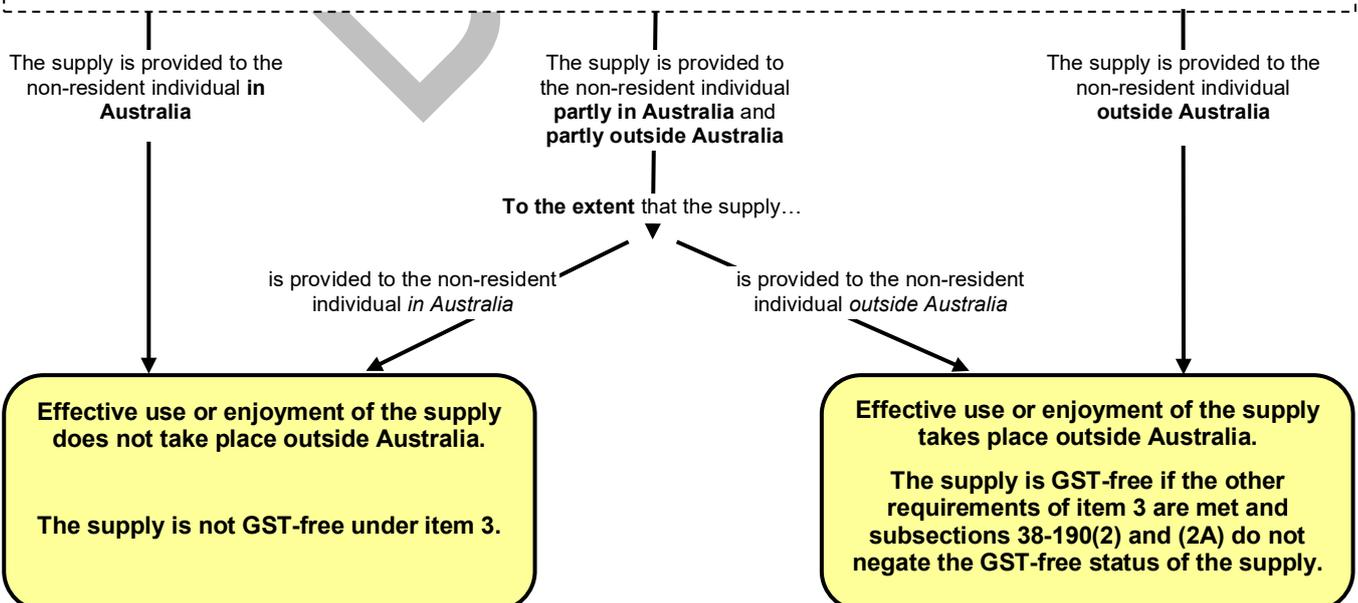 The supply is provided to the
non-resident individual in
Australia
The supply is provided to
the non-resident individual
partly in Australia and
partly outside Australia
The supply is provided to the
non-resident individual
outside Australia
To the extent that the supply…
is provided to the non-resident
individual in Australia
is provided to the non-resident
individual outside Australia
Effective use or enjoyment of the supply
does not take place outside Australia.
The supply is not GST-free under item 3.
Effective use or enjoyment of the supply
takes place outside Australia.
The supply is GST-free if the other
requirements of item 3 are met and
subsections 38-190(2) and (2A) do not
negate the GST-free status of the supply.